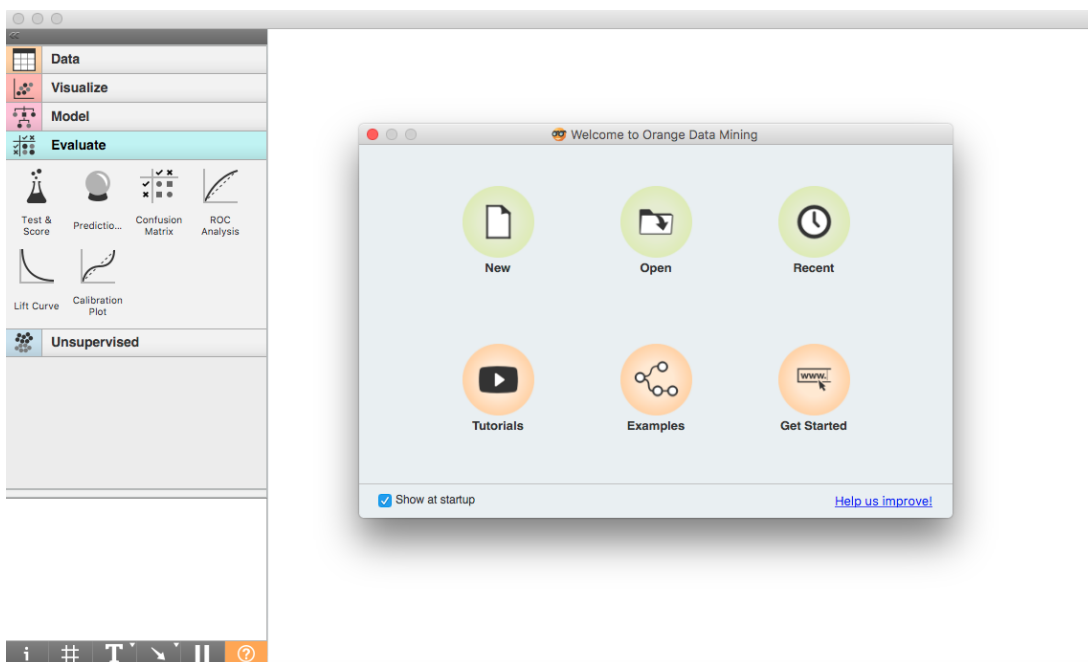 Data
Visualize
Model
Evaluate
Test & Score
Predictio...
Confusion Matrix
ROC Analysis
Lift Curve
Calibration Plot
Unsupervised
Welcome to Orange Data Mining
New
Open
Recent
www.
Tutorials
Examples
Get Started
Show at startup
Help us improve!
i
#
T
?